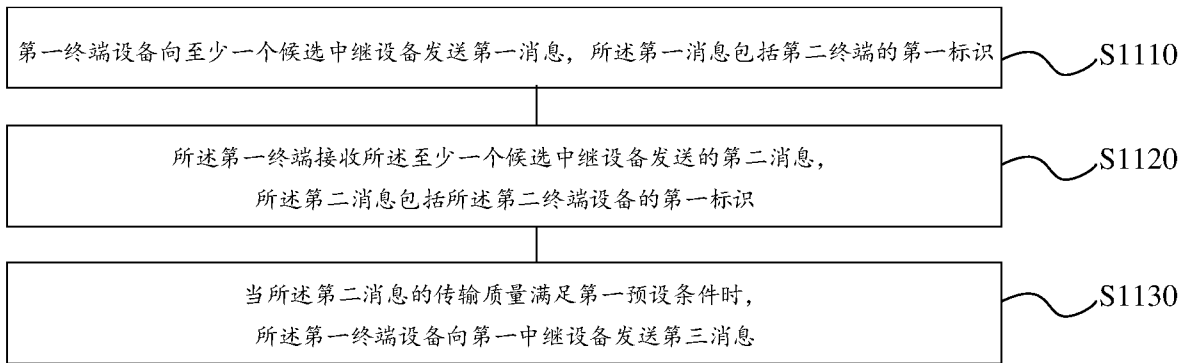 第一终端设备向至少一个候选中继设备发送第一消息，所述第一消息包括第二终端的第一标识
S1110
所述第一终端接收所述至少一个候选中继设备发送的第二消息，
所述第二消息包括所述第二终端设备的第一标识
S1120
当所述第二消息的传输质量满足第一预设条件时，
所述第一终端设备向第一中继设备发送第三消息
S1130